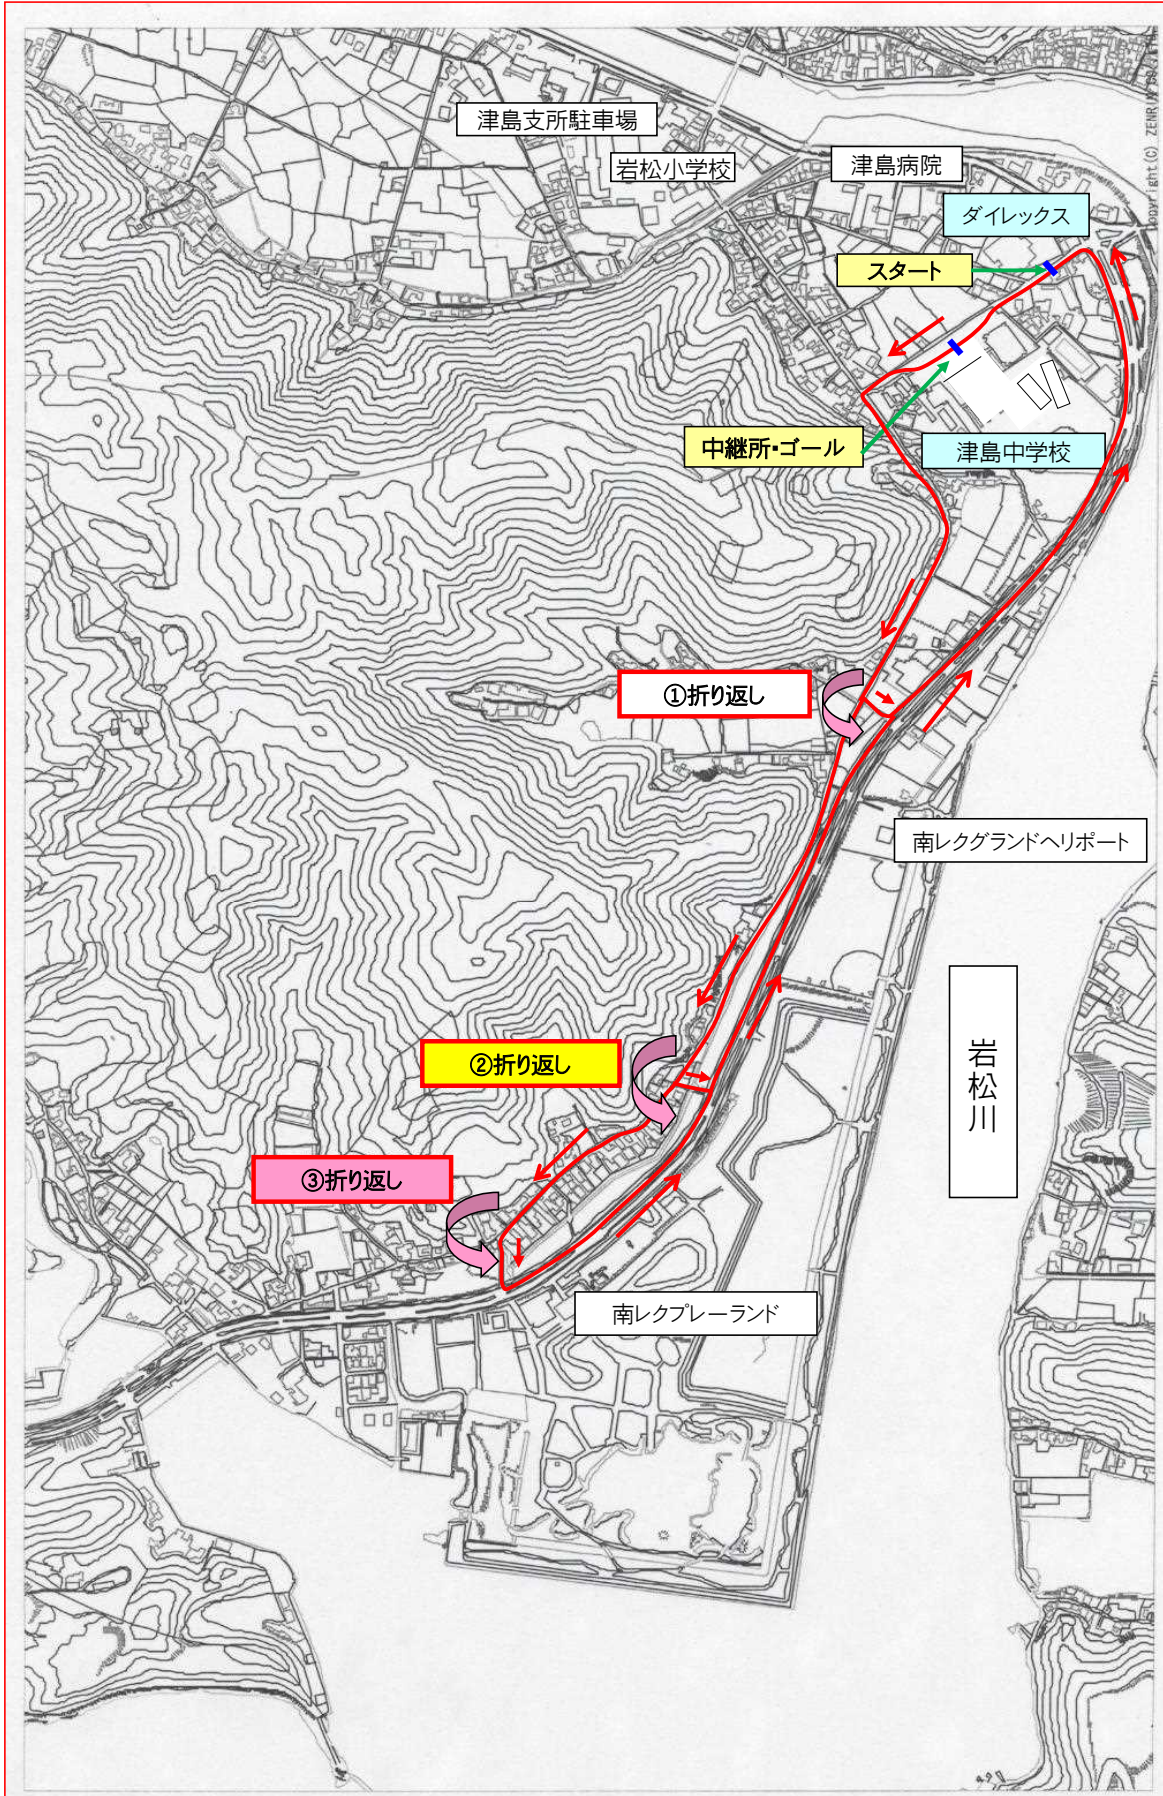 津島支所駐車場
岩松小学校
津島病院
ダイレックス
スタート
中継所・ゴール
津島中学校
①折り返し
南レクグランドヘリポート
岩松川
②折り返し
③折り返し
南レクプレーランド